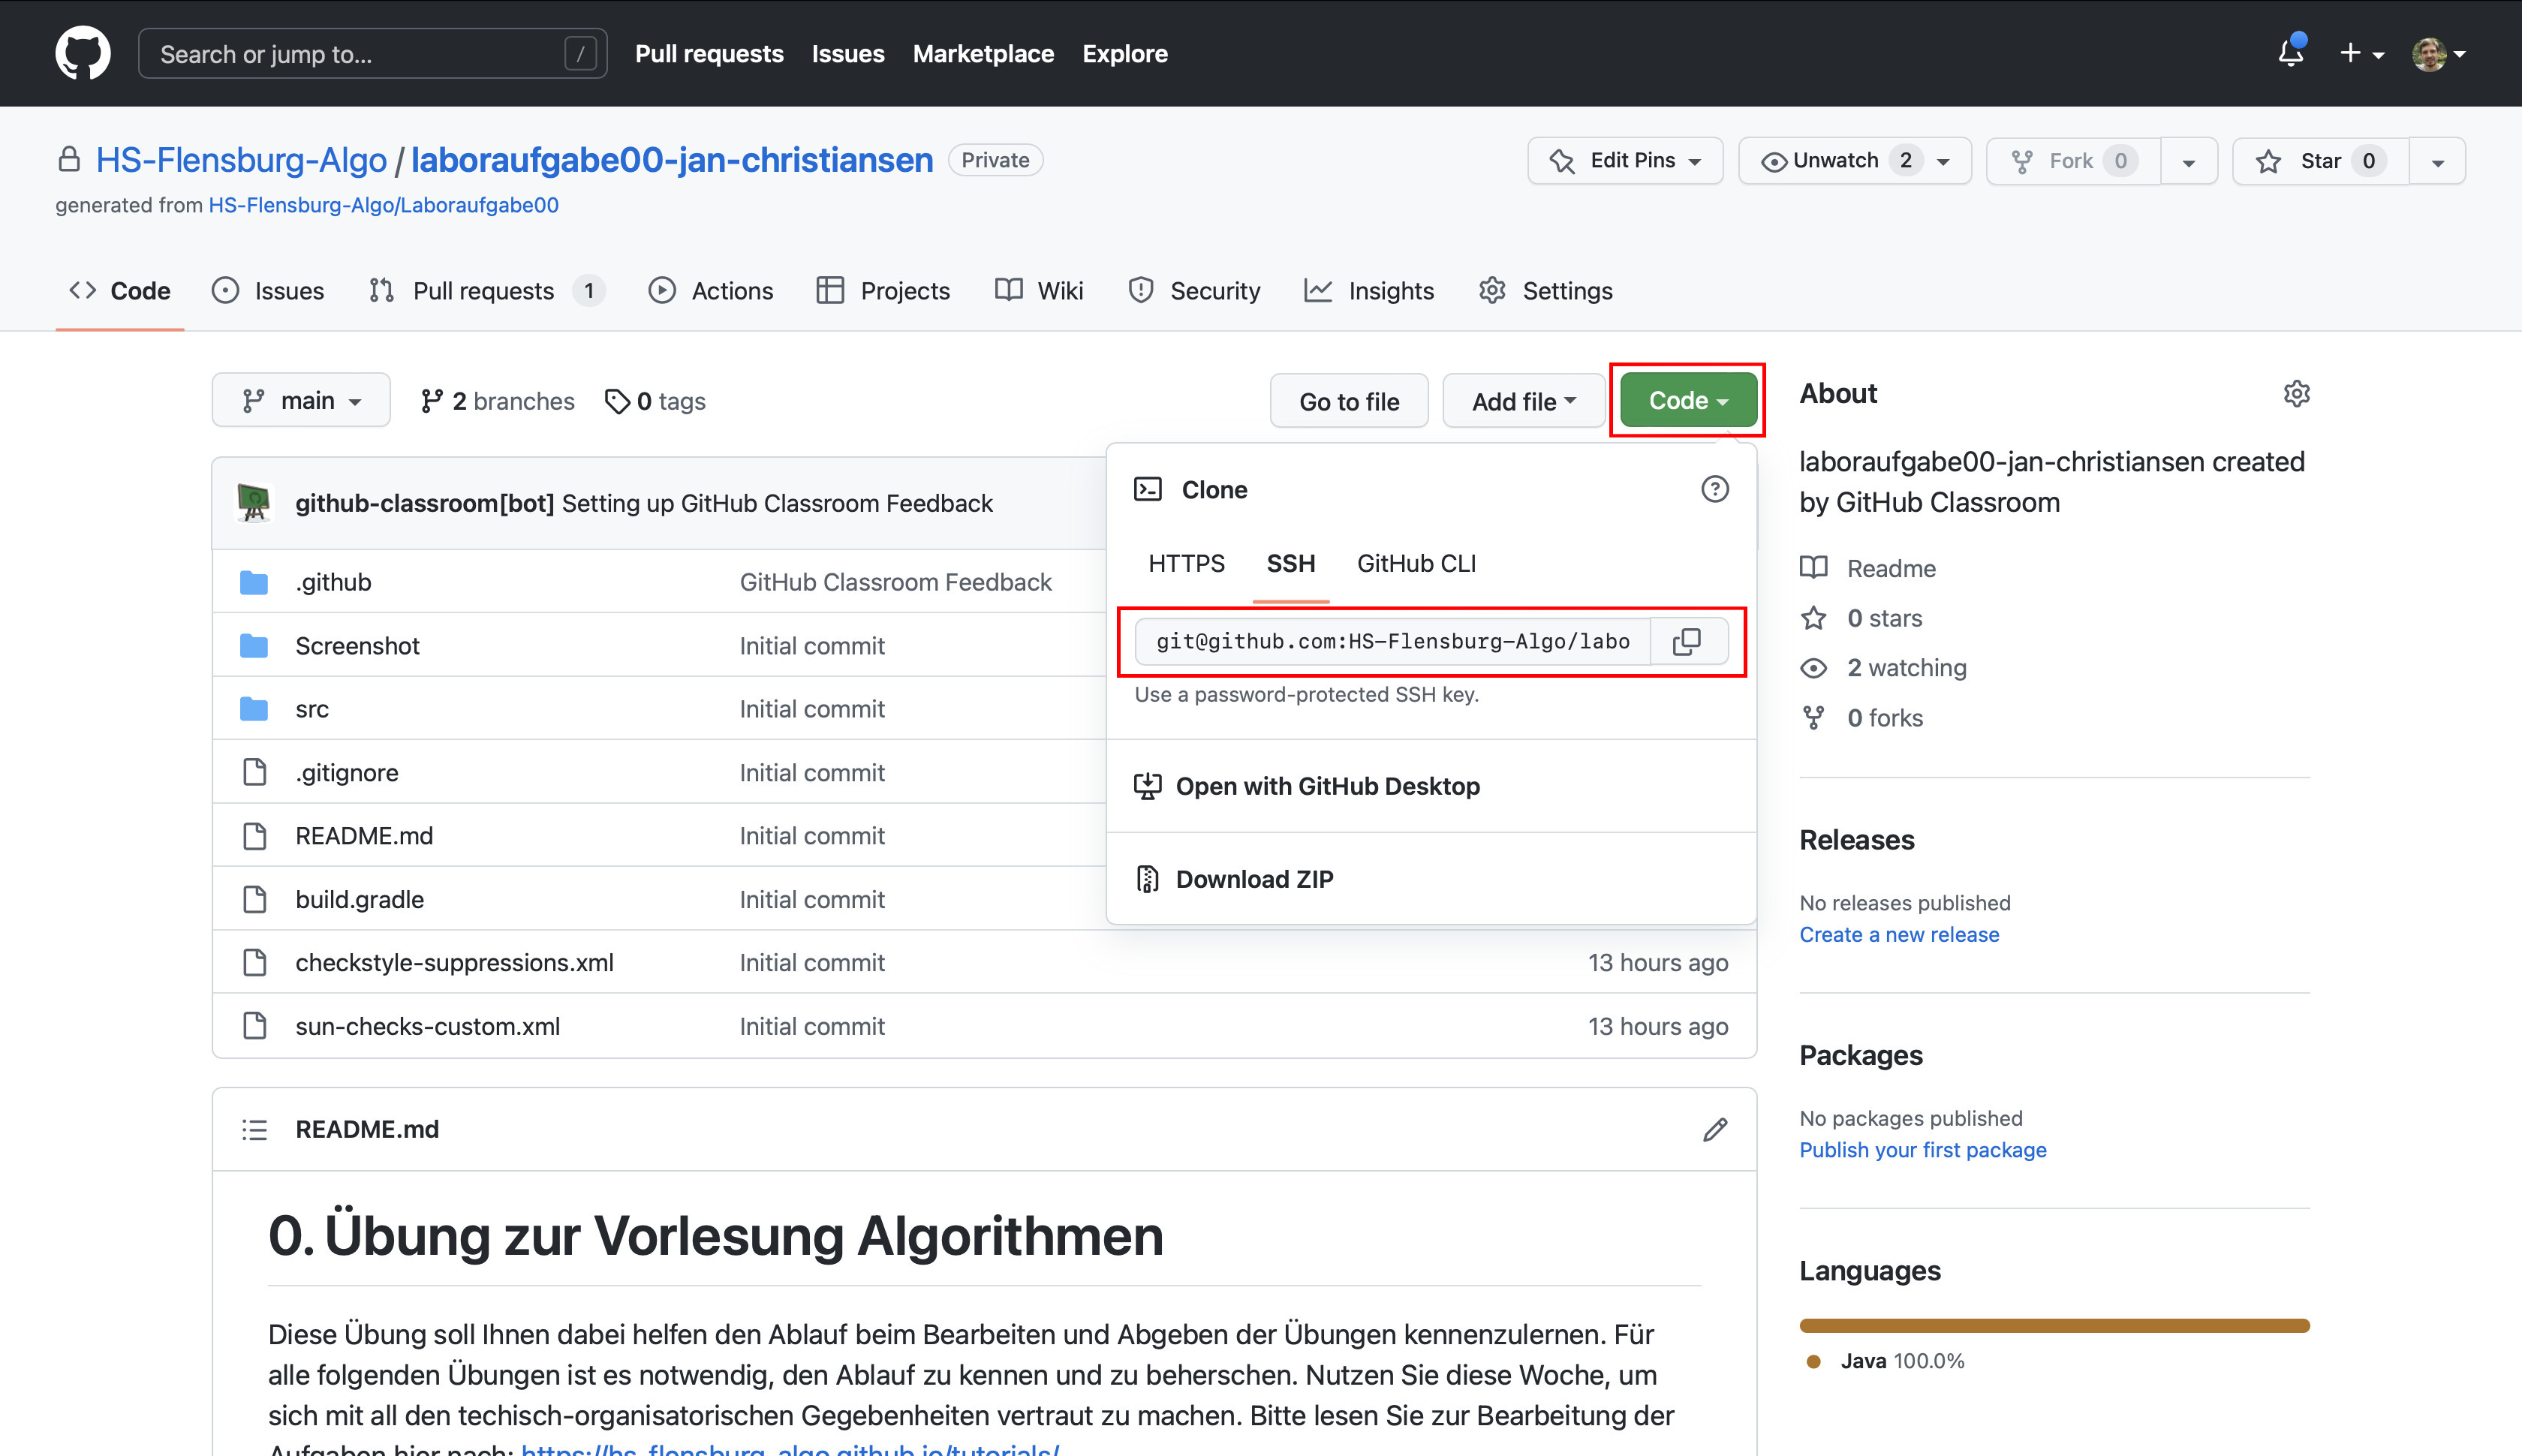 Search or jump to... / Pull requests Issues Marketplace Explore
HS-Flensburg-Algo / laboraufgabe00-jan-christiansen Private Edit Pins Unwatch 2 Fork 0 Star 0
generated from HS-Flensburg-Algo/Laboraufgabe00
Code Issues Pull requests 1 Actions Projects Wiki Security Insights Settings
main 2 branches 0 tags Go to file Add file Code
github-classroom[bot] Setting up GitHub Classroom Feedback
.github GitHub Classroom Feedback
Screenshot Initial commit
src Initial commit
.gitignore Initial commit
README.md Initial commit
build.gradle Initial commit
checkstyle-suppressions.xml Initial commit 13 hours ago
sun-checks-custom.xml Initial commit 13 hours ago
Clone
HTTPS SSH GitHub CLI
git@github.com:HS-Flensburg-Algo/labo
Use a password-protected SSH key.
Open with GitHub Desktop
Download ZIP
README.md
0. Übung zur Vorlesung Algorithmen
Diese Übung soll Ihnen dabei helfen den Ablauf beim Bearbeiten und Abgeben der Übungen kennenzulernen. Für
alle folgenden Übungen ist es notwendig, den Ablauf zu kennen und zu beherschen. Nutzen Sie diese Woche, um
sich mit all den techisch-organisatorischen Gegebenheiten vertraut zu machen. Bitte lesen Sie zur Bearbeitung der
Aufgaben hier nach: https://hs-flensburg-algo.github.io/tutorials/
About
laboraufgabe00-jan-christiansen created
by GitHub Classroom
Readme
0 stars
2 watching
0 forks
Releases
No releases published
Create a new release
Packages
No packages published
Publish your first package
Languages
Java 100.0%